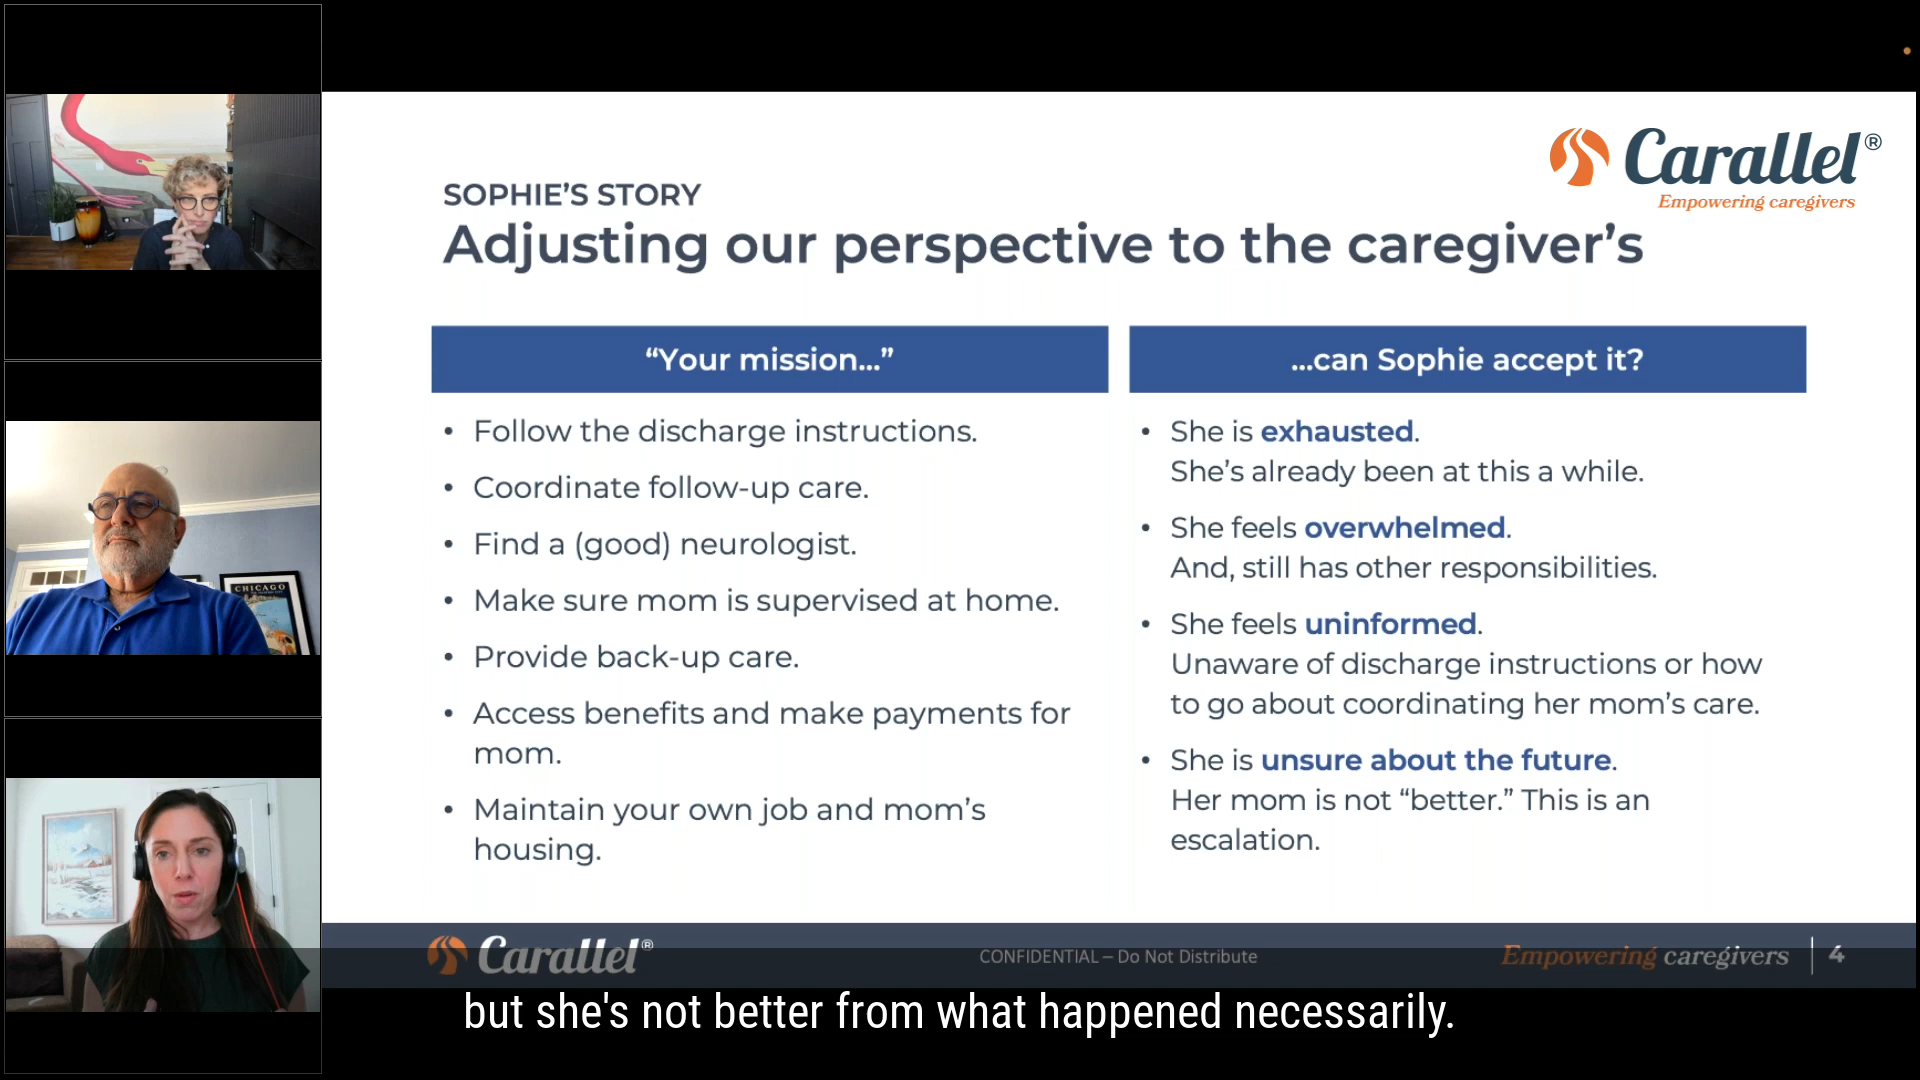 Carallel®
Empowering caregivers
SOPHIE’S STORY
Adjusting our perspective to the caregiver’s
“Your mission...”
• Follow the discharge instructions.
• Coordinate follow-up care.
• Find a (good) neurologist.
• Make sure mom is supervised at home.
• Provide back-up care.
• Access benefits and make payments for
mom.
• Maintain your own job and mom’s
housing.
...can Sophie accept it?
• She is exhausted.
She’s already been at this a while.
• She feels overwhelmed.
And, still has other responsibilities.
• She feels uninformed.
Unaware of discharge instructions or how
to go about coordinating her mom’s care.
• She is unsure about the future.
Her mom is not “better.” This is an
escalation.
CHICAGO
Carallel®
CONFIDENTIAL – Do Not Distribute
Empowering caregivers
4
but she's not better from what happened necessarily.